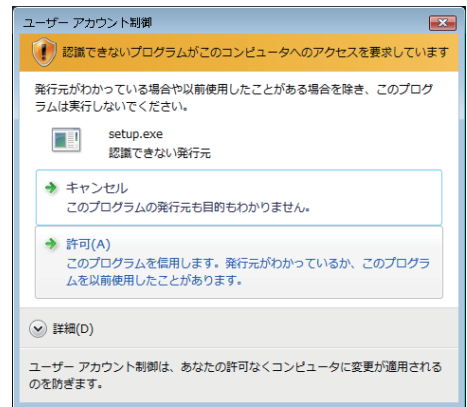 ユーザー アカウント制御
認識できないプログラムがこのコンピュータへのアクセスを要求しています
発行元がわかっている場合や以前使用したことがある場合を除き、このプログ
ラムは実行しないでください。
setup.exe
認識できない発行元
キャンセル
このプログラムの発行元も目的もわかりません。
許可(A)
このプログラムを信用します。発行元がわかっているか、このプログラ
ムを以前使用したことがあります。
詳細(D)
ユーザー アカウント制御は、あなたの許可なくコンピュータに変更が適用される
のを防ぎます。